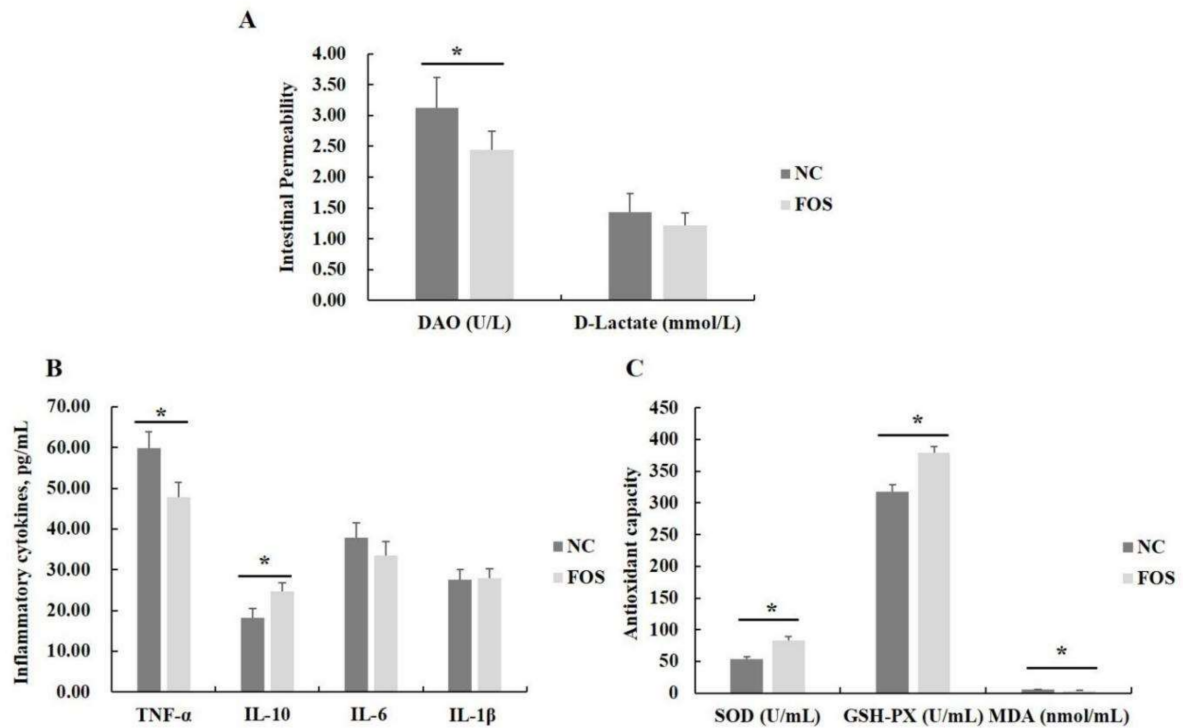 A
Intestinal Permeability
4.00
3.50
3.00
2.50
2.00
1.50
1.00
0.50
0.00
*
DAO (U/L)
D-Lactate (mmol/L)
NC
FOS
B
Inflammatory cytokines, pg/mL
70.00
60.00
50.00
40.00
30.00
20.00
10.00
0.00
*
*
TNF-α
IL-10
IL-6
IL-1β
NC
FOS
C
Antioxidant capacity
450
400
350
300
250
200
150
100
50
0
*
*
*
SOD (U/mL)
GSH-PX (U/mL)
MDA (nmol/mL)
NC
FOS